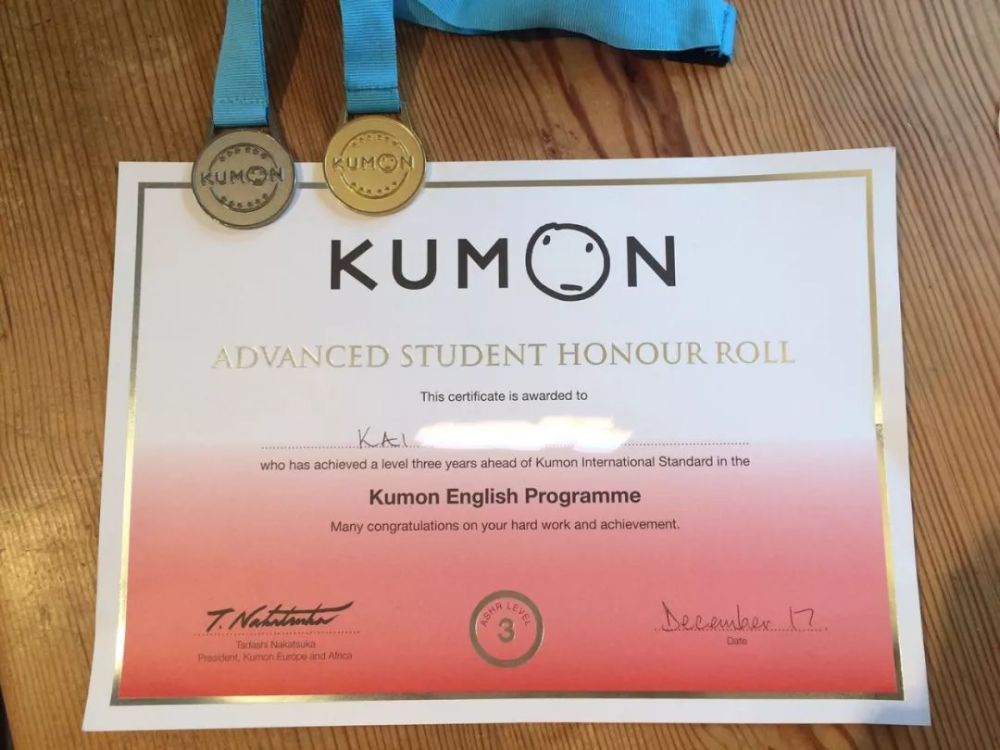 KUMON
KUMON
KUMON
ADVANCED STUDENT HONOUR ROLL
This certificate is awarded to
KAI
who has achieved a level three years ahead of Kumon International Standard in the
Kumon English Programme
Many congratulations on your hard work and achievement.
T. Nakatsuka
Tadashi Nakatsuka
President, Kumon Europe and Africa
ASHR LEVEL
3
December 17
Date